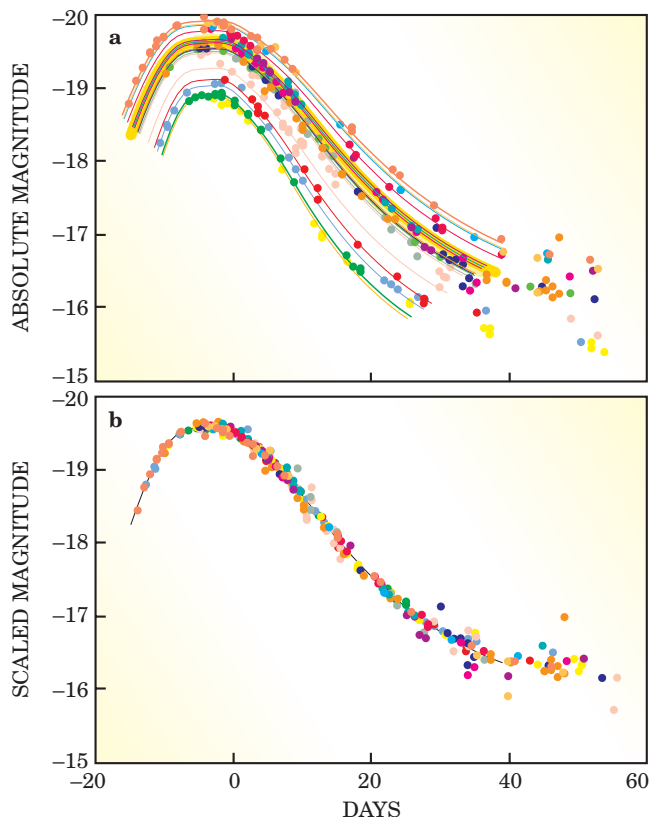 a
ABSOLUTE MAGNITUDE
–20
–19
–18
–17
–16
–15
b
SCALED MAGNITUDE
–20
–19
–18
–17
–16
–15
–20 0 20 40 60
DAYS